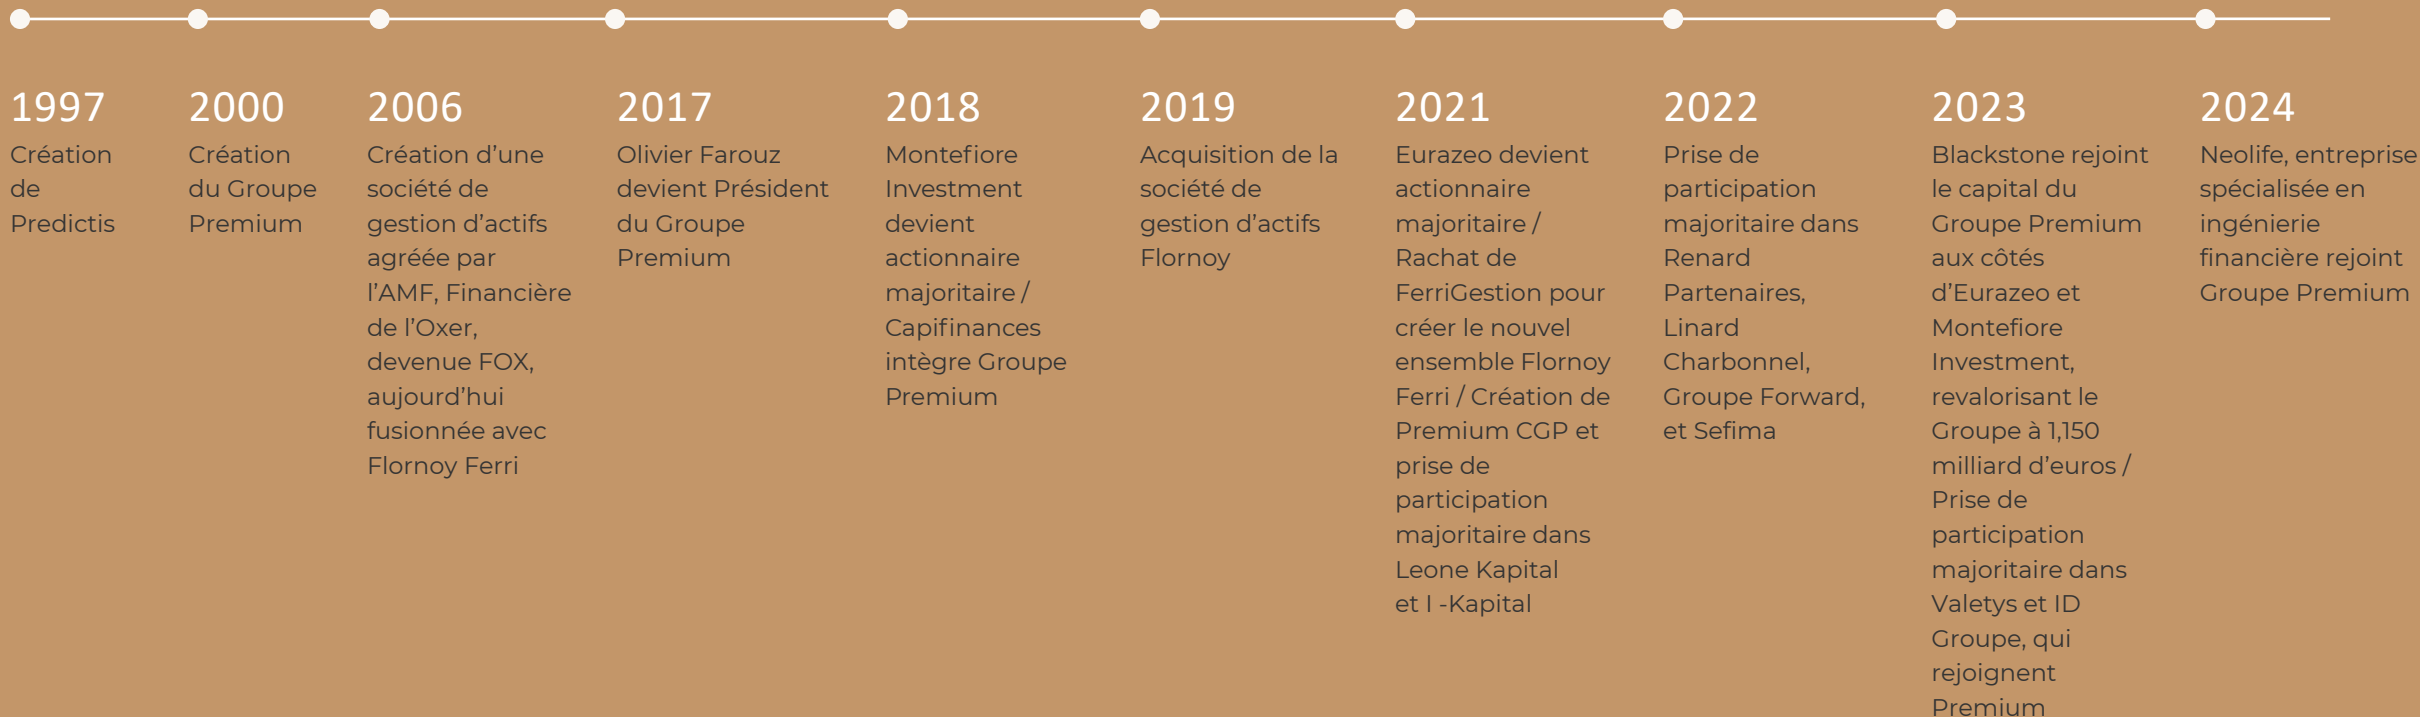 1997
Création
de
Predictis
2000
Création
du Groupe
Premium
2006
Création d’une
société de
gestion d’actifs
agréée par
l’AMF, Financière
de l’Oxer,
devenue FOX,
aujourd’hui
fusionnée avec
Flornoy Ferri
2017
Olivier Farouz
devient Président
du Groupe
Premium
2018
Montefiore
Investment
devient
actionnaire
majoritaire /
Capifinances
intègre Groupe
Premium
2019
Acquisition de la
société de
gestion d’actifs
Flornoy
2021
Eurazeo devient
actionnaire
majoritaire /
Rachat de
FerriGestion pour
créer le nouvel
ensemble Flornoy
Ferri / Création de
Premium CGP et
prise de
participation
majoritaire dans
Leone Kapital
et I -Kapital
2022
Prise de
participation
majoritaire dans
Renard
Partenaires,
Linard
Charbonnel,
Groupe Forward,
et Sefima
2023
Blackstone rejoint
le capital du
Groupe Premium
aux côtés
d’Eurazeo et
Montefiore
Investment,
revalorisant le
Groupe à 1,150
milliard d’euros /
Prise de
participation
majoritaire dans
Valetys et ID
Groupe, qui
rejoignent
Premium
2024
Neolife, entreprise
spécialisée en
ingénierie
financière rejoint
Groupe Premium